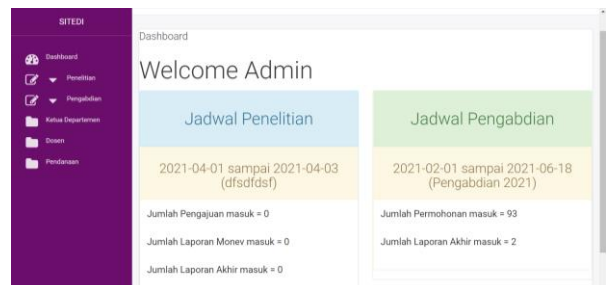 SITEDI
Dashboard
Penelitian
Pengabdian
Ketua Departemen
Dosen
Pendanaan
Dashboard
Welcome Admin
Jadwal Penelitian
2021-04-01 sampai 2021-04-03
(dfsdfdsf)
Jumlah Pengajuan masuk = 0
Jumlah Laporan Monev masuk = 0
Jumlah Laporan Akhir masuk = 0
Jadwal Pengabdian
2021-02-01 sampai 2021-06-18
(Pengabdian 2021)
Jumlah Permohonan masuk = 93
Jumlah Laporan Akhir masuk = 2